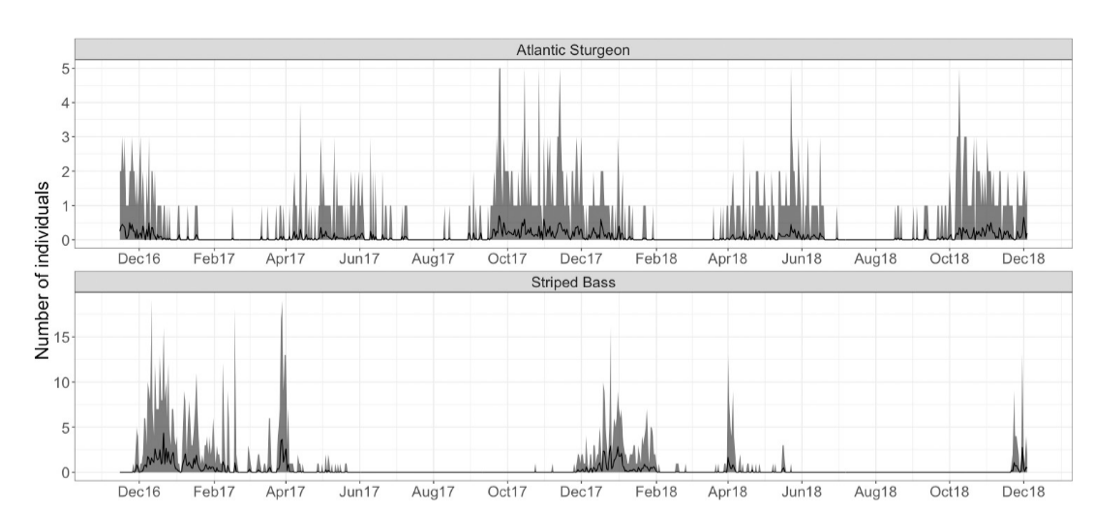 Atlantic Sturgeon
5
4
3
2
1
0
Dec16 Feb17 Apr17 Jun17 Aug17 Oct17 Dec17 Feb18 Apr18 Jun18 Aug18 Oct18 Dec18
Number of individuals
Striped Bass
15
10
5
0
Dec16 Feb17 Apr17 Jun17 Aug17 Oct17 Dec17 Feb18 Apr18 Jun18 Aug18 Oct18 Dec18